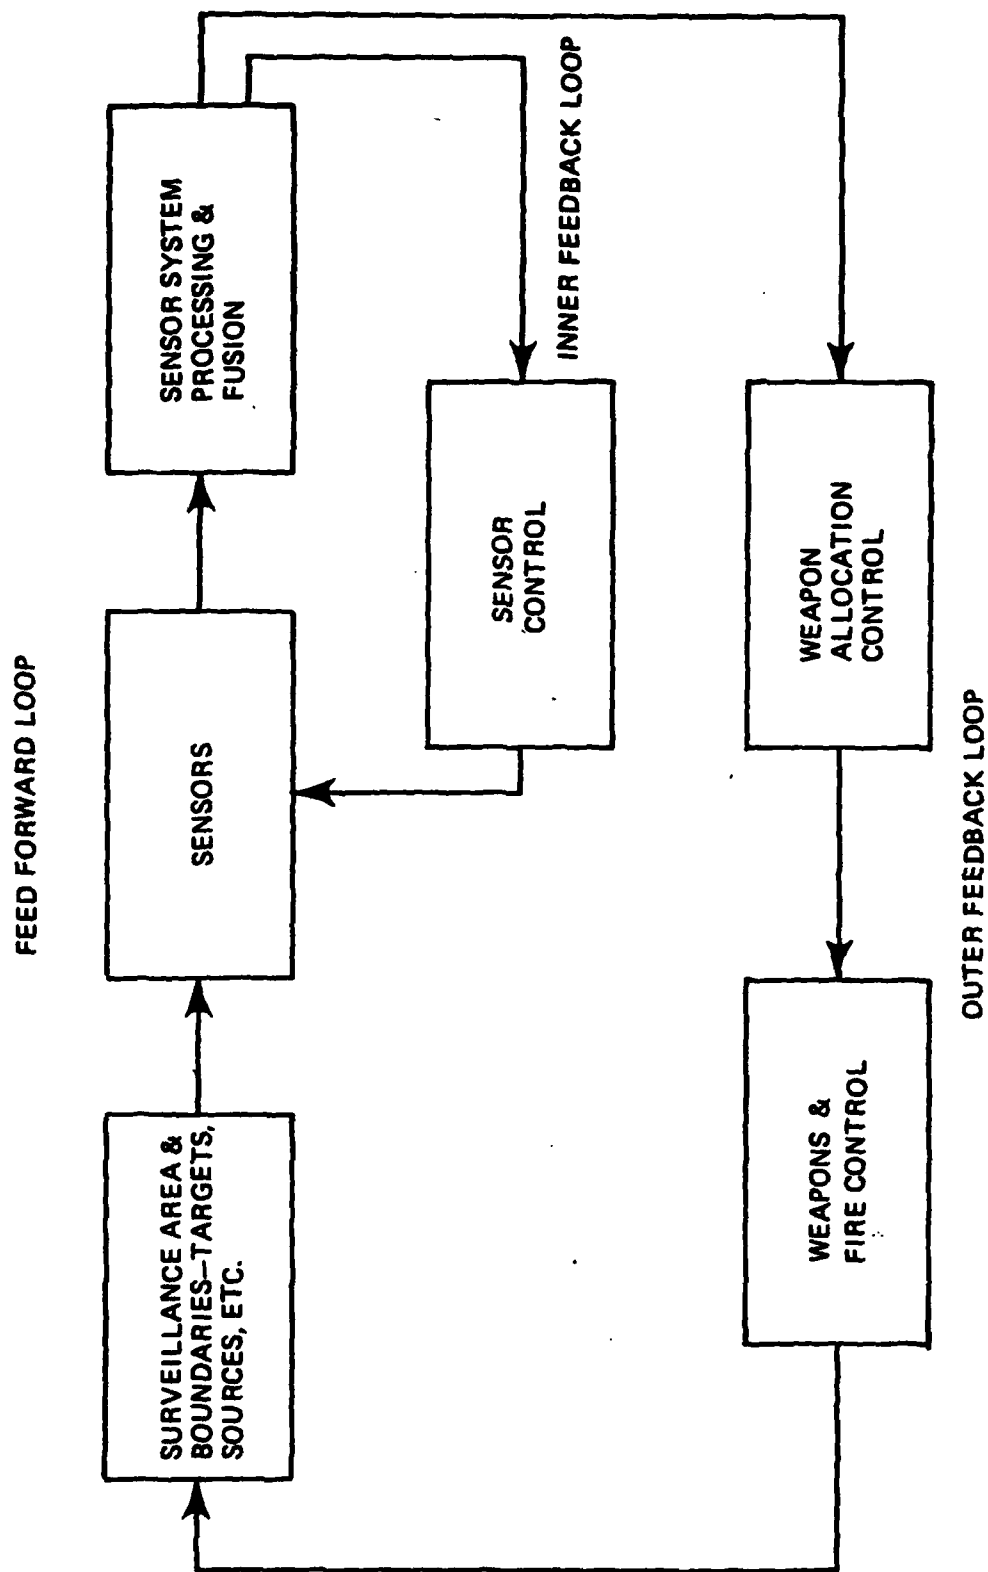 FEED FORWARD LOOP
SURVEILLANCE AREA &
BOUNDARIES–TARGETS,
SOURCES, ETC.
SENSORS
SENSOR SYSTEM
PROCESSING &
FUSION
SENSOR
CONTROL
INNER FEEDBACK LOOP
WEAPONS &
FIRE CONTROL
WEAPON
ALLOCATION
CONTROL
OUTER FEEDBACK LOOP